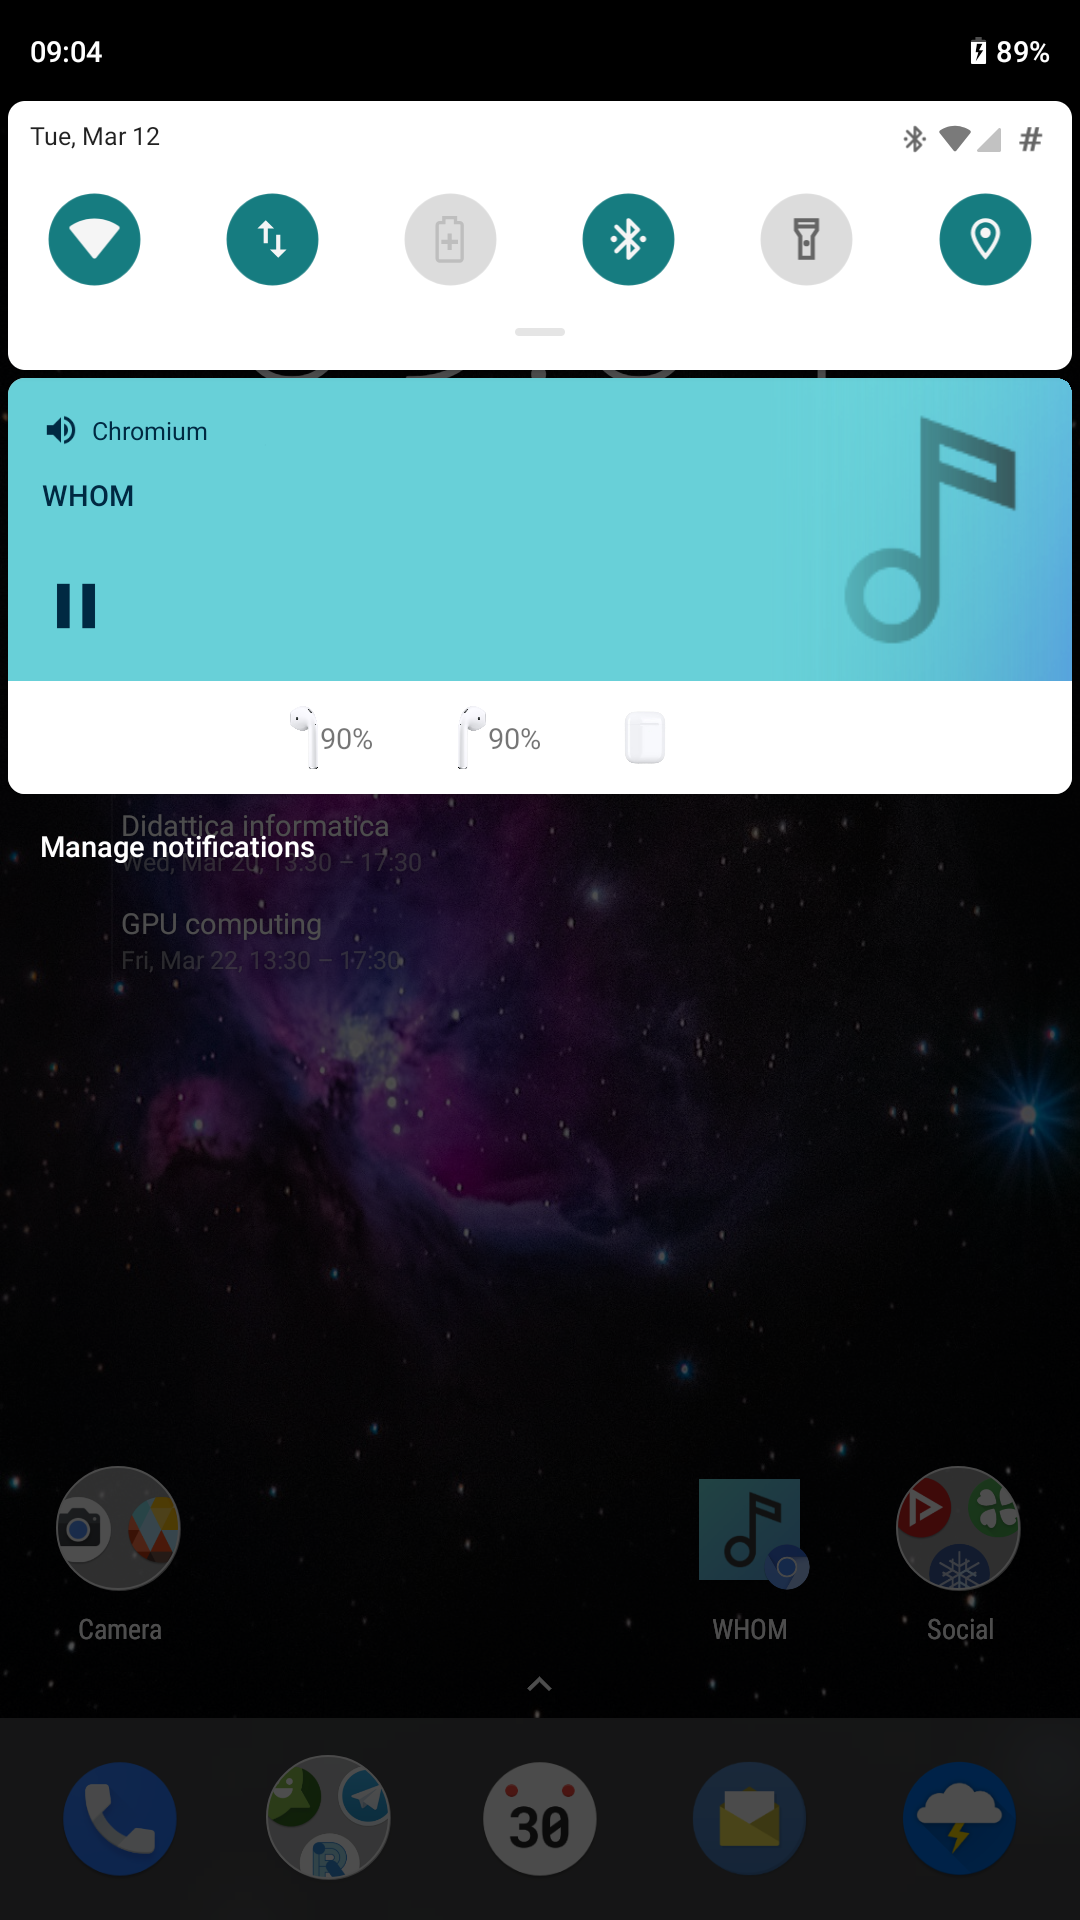 09:04
89%
Tue, Mar 12
#
Chromium
WHOM
90%
90%
Didattica informatica
Manage notifications
Wed, Mar 20, 13:30 – 17:30
GPU computing
Fri, Mar 22, 13:30 – 17:30
Camera
WHOM
Social
30